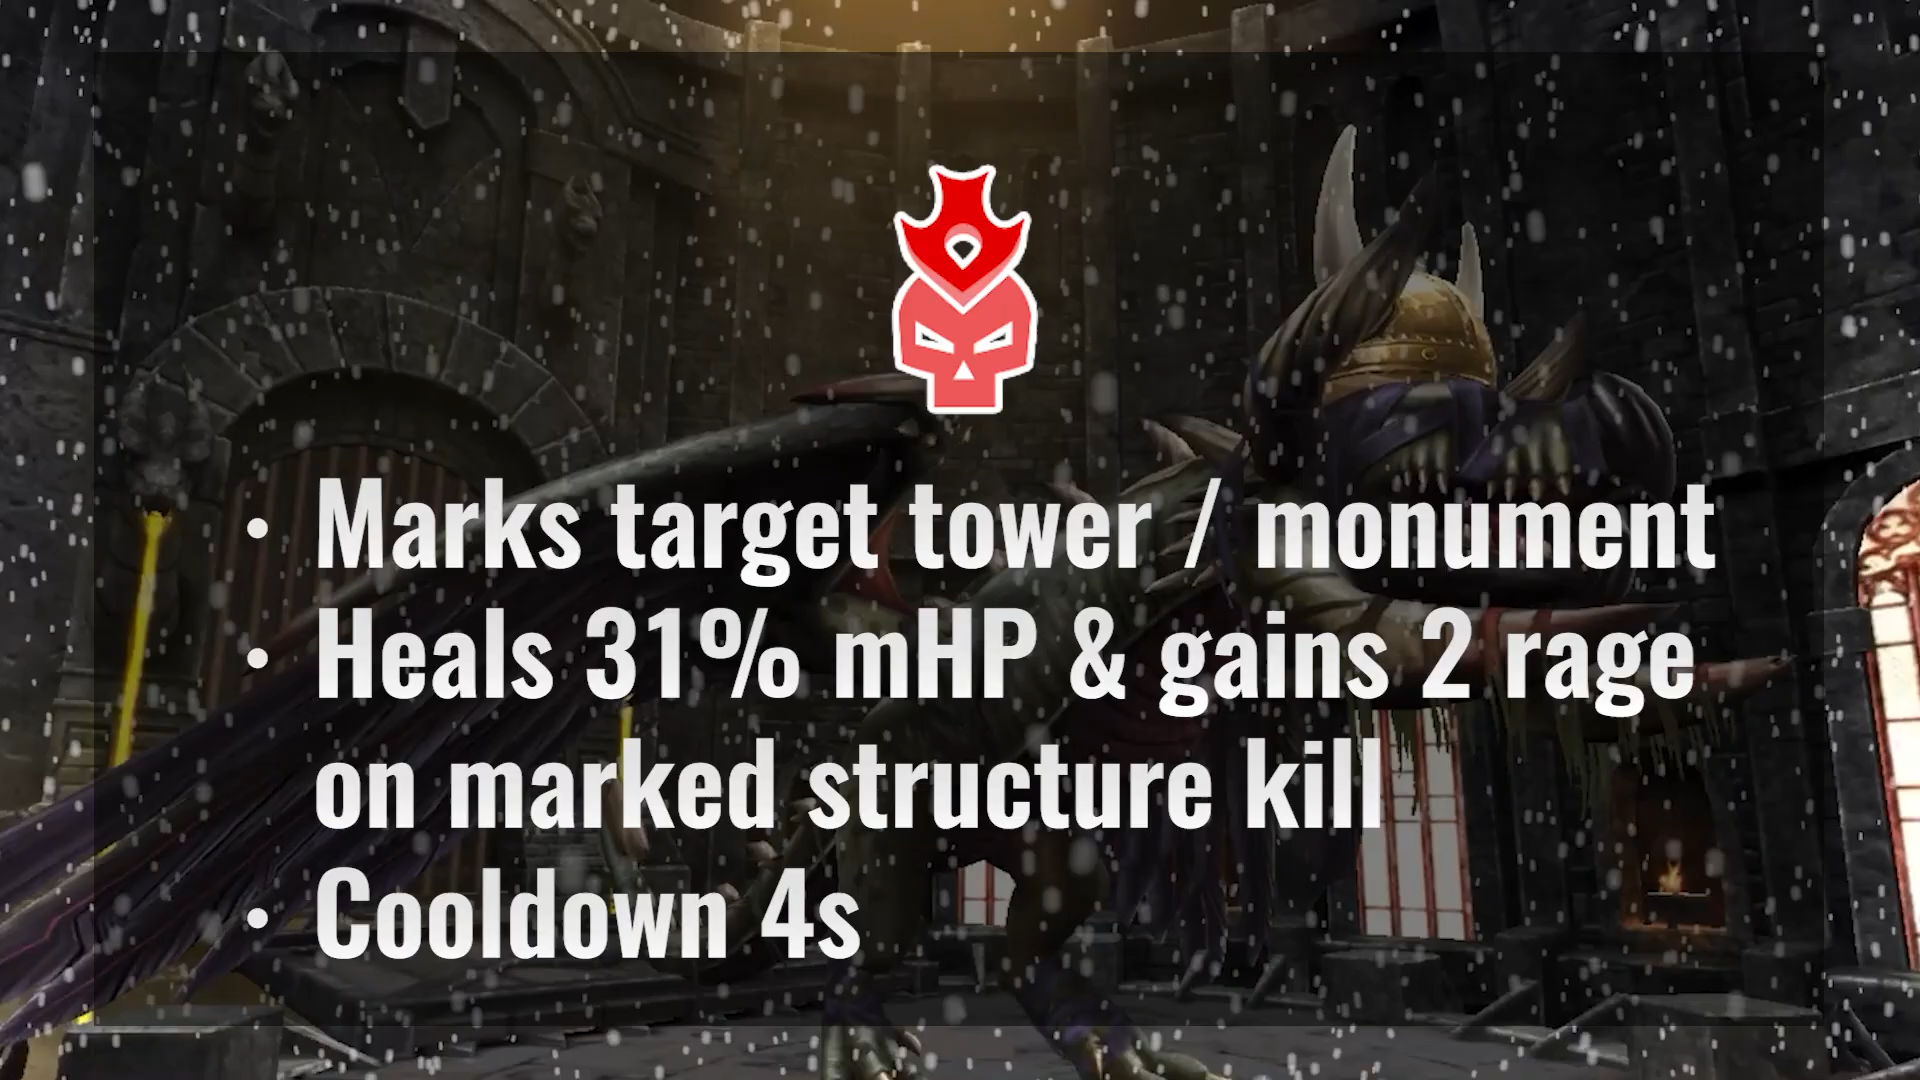 • Marks target tower / monument
• Heals 31% mHP & gains 2 rage
on marked structure kill
• Cooldown 4s